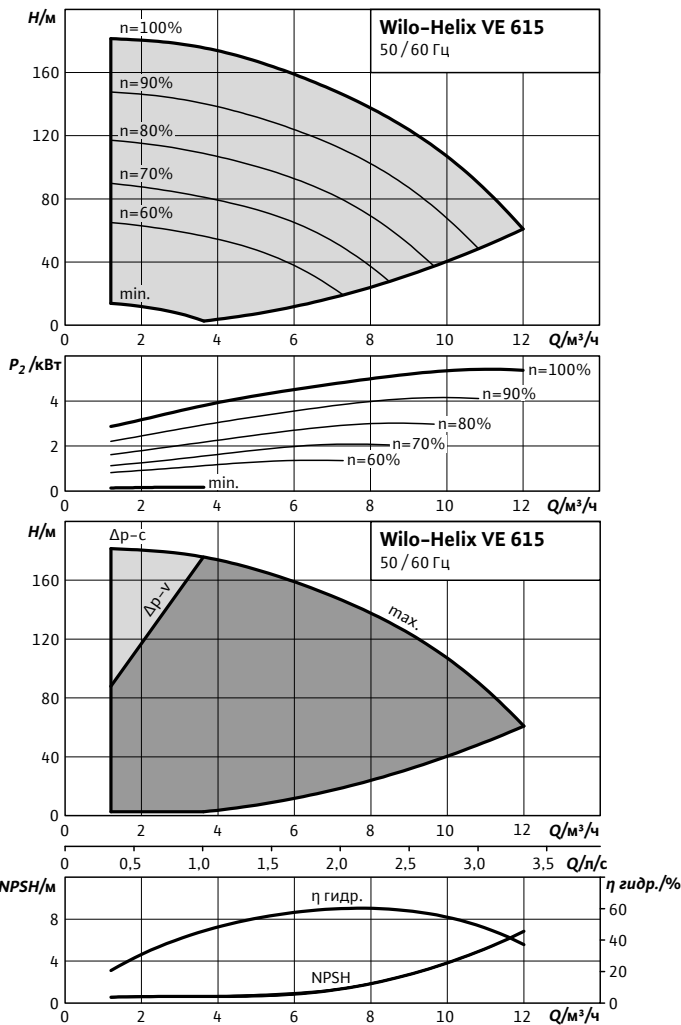 H/м
n=100%
Wilo-Helix VE 615
50 / 60 Гц
160
n=90%
120
n=80%
n=70%
80
n=60%
40
min.
0
0 2 4 6 8 10 12 Q/м³/ч
P₂ /кВт
n=100%
4
n=90%
n=80%
2
n=70%
n=60%
min.
0
0 2 4 6 8 10 12 Q/м³/ч
H/м
Δp-c
Wilo-Helix VE 615
50 / 60 Гц
160
Δp-v
max.
120
80
40
0
0 2 4 6 8 10 12 Q/м³/ч
0 0,5 1,0 1,5 2,0 2,5 3,0 3,5 Q/л/с
NPSH/м
η гидр./%
η гидр.
8
60
40
4
NPSH
20
0
0
0 2 4 6 8 10 12 Q/м³/ч